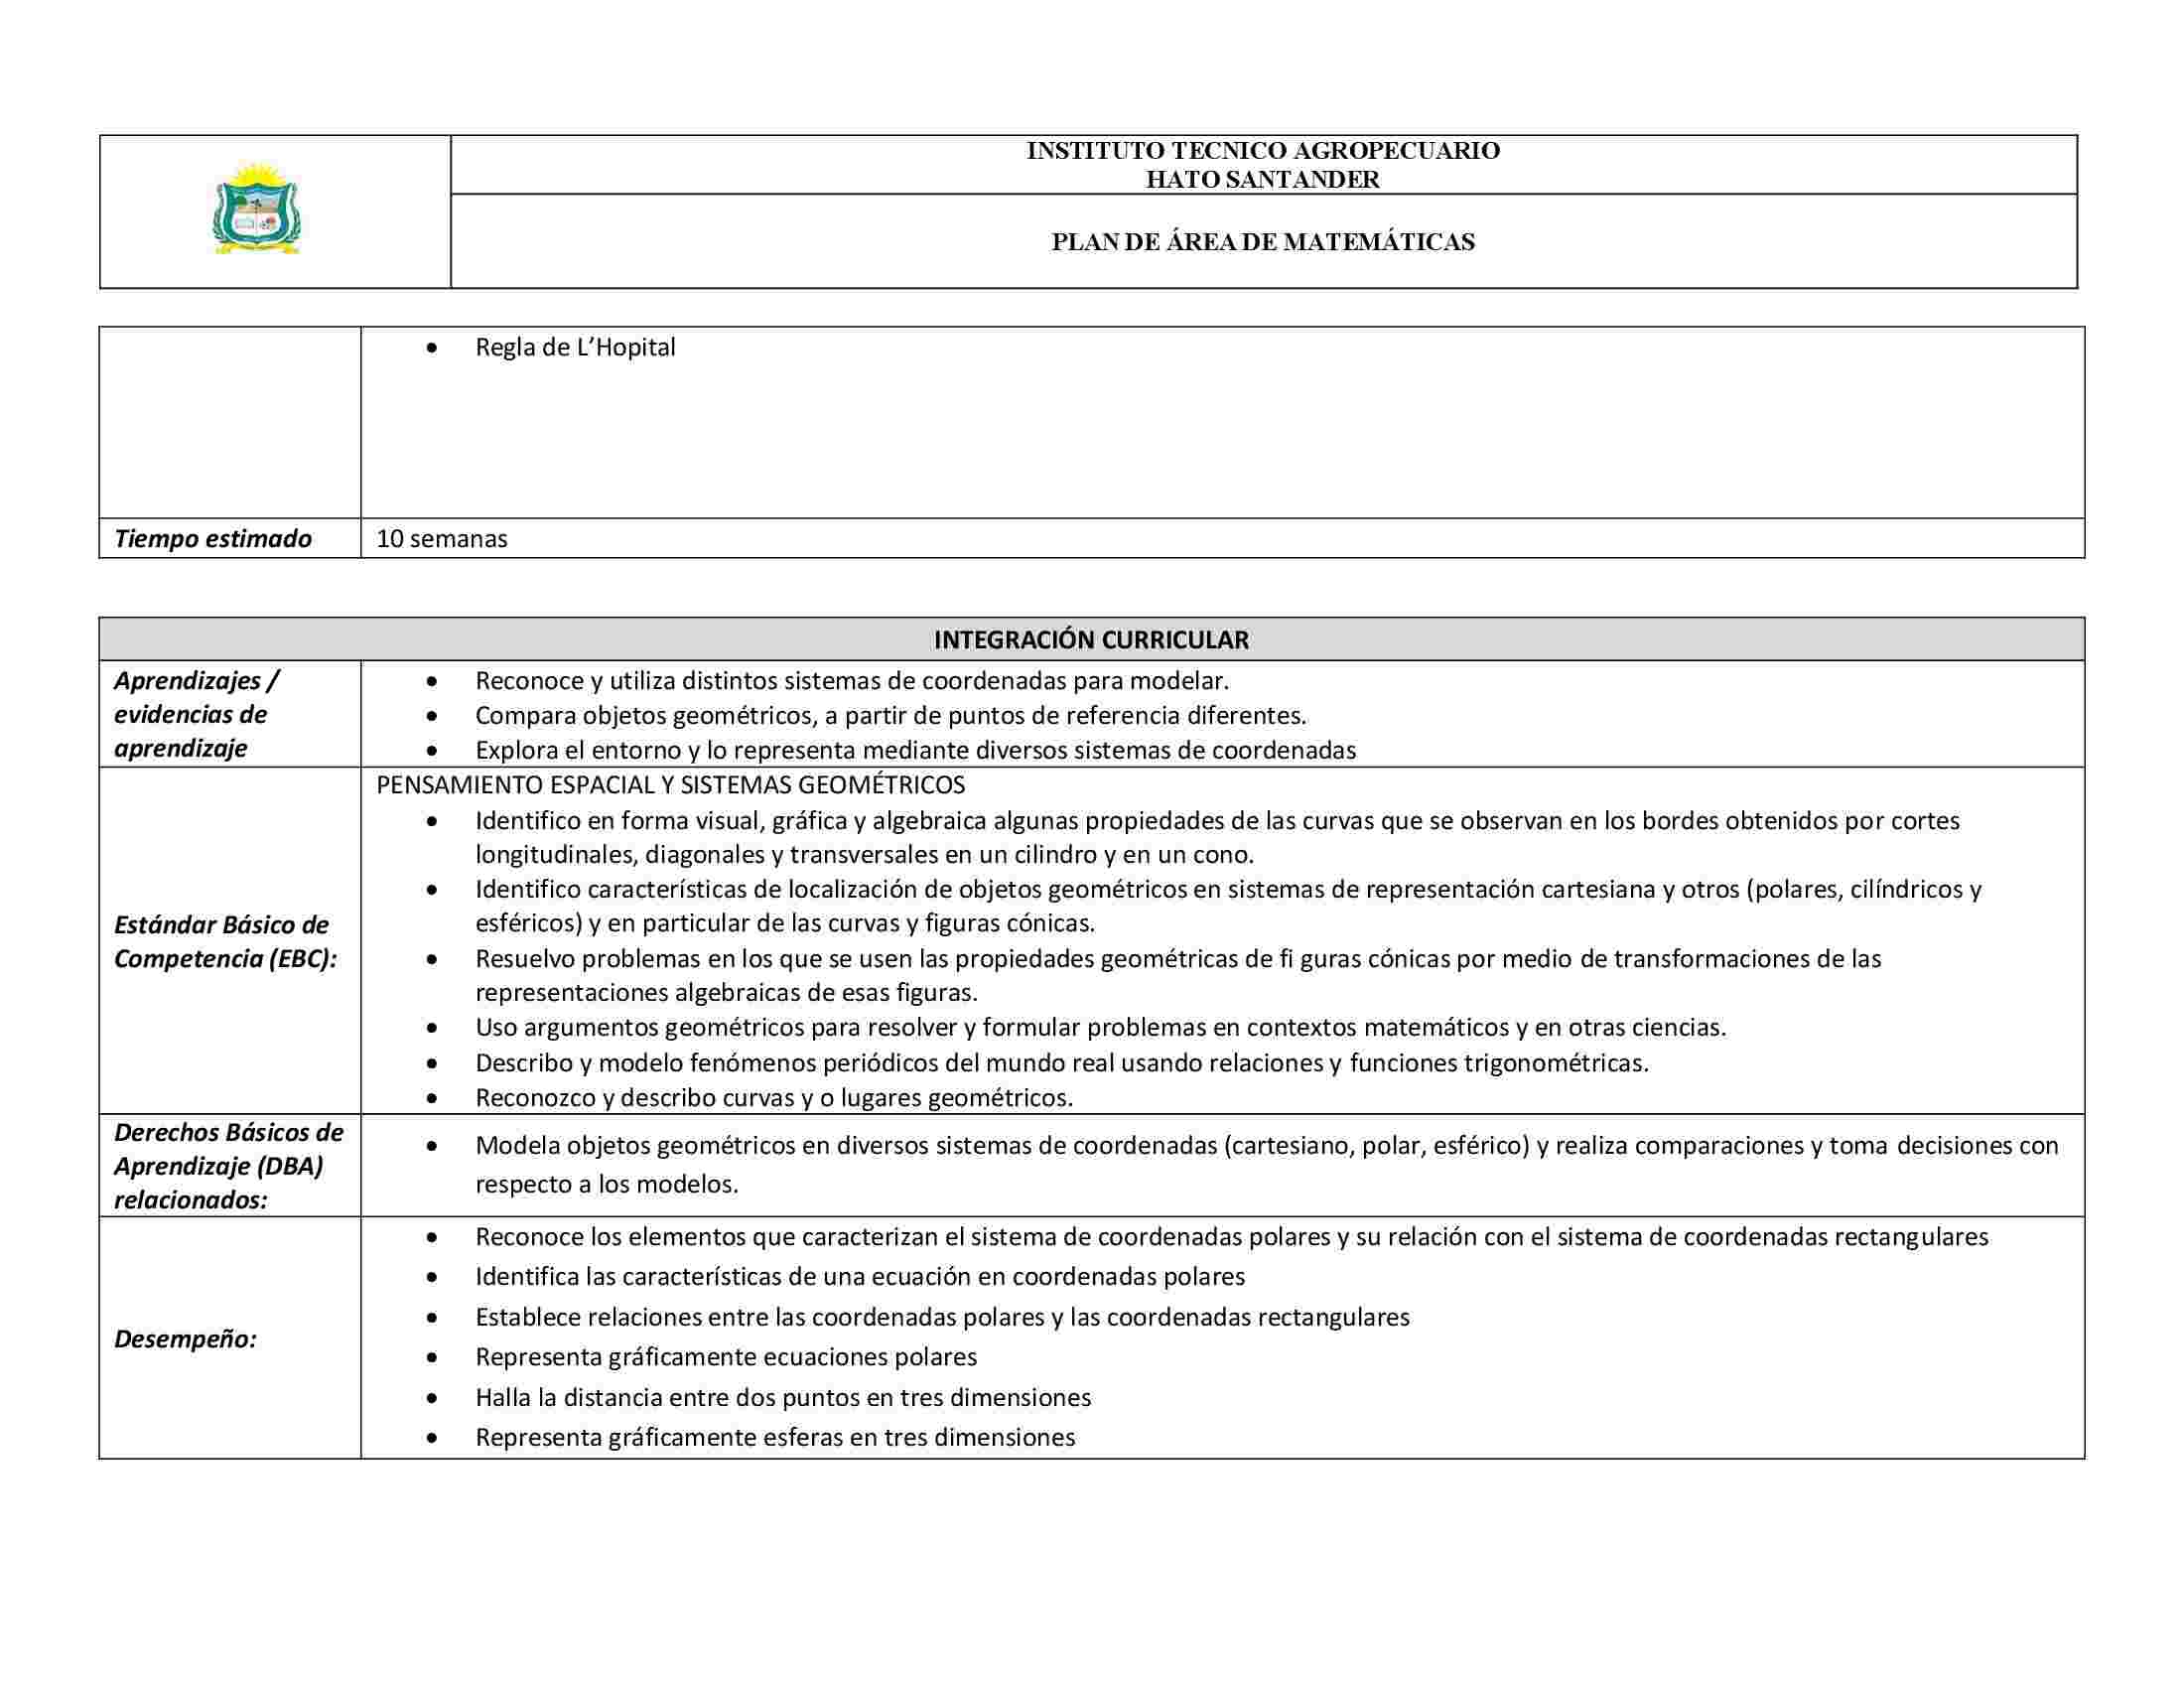 INSTITUTO TECNICO AGROPECUARIO
HATO SANTANDER
PLAN DE ÁREA DE MATEMÁTICAS
• Regla de L’Hopital
Tiempo estimado
10 semanas
INTEGRACIÓN CURRICULAR
Aprendizajes /
evidencias de
aprendizaje
• Reconoce y utiliza distintos sistemas de coordenadas para modelar.
• Compara objetos geométricos, a partir de puntos de referencia diferentes.
• Explora el entorno y lo representa mediante diversos sistemas de coordenadas
Estándar Básico de
Competencia (EBC):
PENSAMIENTO ESPACIAL Y SISTEMAS GEOMÉTRICOS
• Identifico en forma visual, gráfica y algebraica algunas propiedades de las curvas que se observan en los bordes obtenidos por cortes
longitudinales, diagonales y transversales en un cilindro y en un cono.
• Identifico características de localización de objetos geométricos en sistemas de representación cartesiana y otros (polares, cilíndricos y
esféricos) y en particular de las curvas y figuras cónicas.
• Resuelvo problemas en los que se usen las propiedades geométricas de fi guras cónicas por medio de transformaciones de las
representaciones algebraicas de esas figuras.
• Uso argumentos geométricos para resolver y formular problemas en contextos matemáticos y en otras ciencias.
• Describo y modelo fenómenos periódicos del mundo real usando relaciones y funciones trigonométricas.
• Reconozco y describo curvas y o lugares geométricos.
Derechos Básicos de
Aprendizaje (DBA)
relacionados:
• Modela objetos geométricos en diversos sistemas de coordenadas (cartesiano, polar, esférico) y realiza comparaciones y toma decisiones con
respecto a los modelos.
Desempeño:
• Reconoce los elementos que caracterizan el sistema de coordenadas polares y su relación con el sistema de coordenadas rectangulares
• Identifica las características de una ecuación en coordenadas polares
• Establece relaciones entre las coordenadas polares y las coordenadas rectangulares
• Representa gráficamente ecuaciones polares
• Halla la distancia entre dos puntos en tres dimensiones
• Representa gráficamente esferas en tres dimensiones